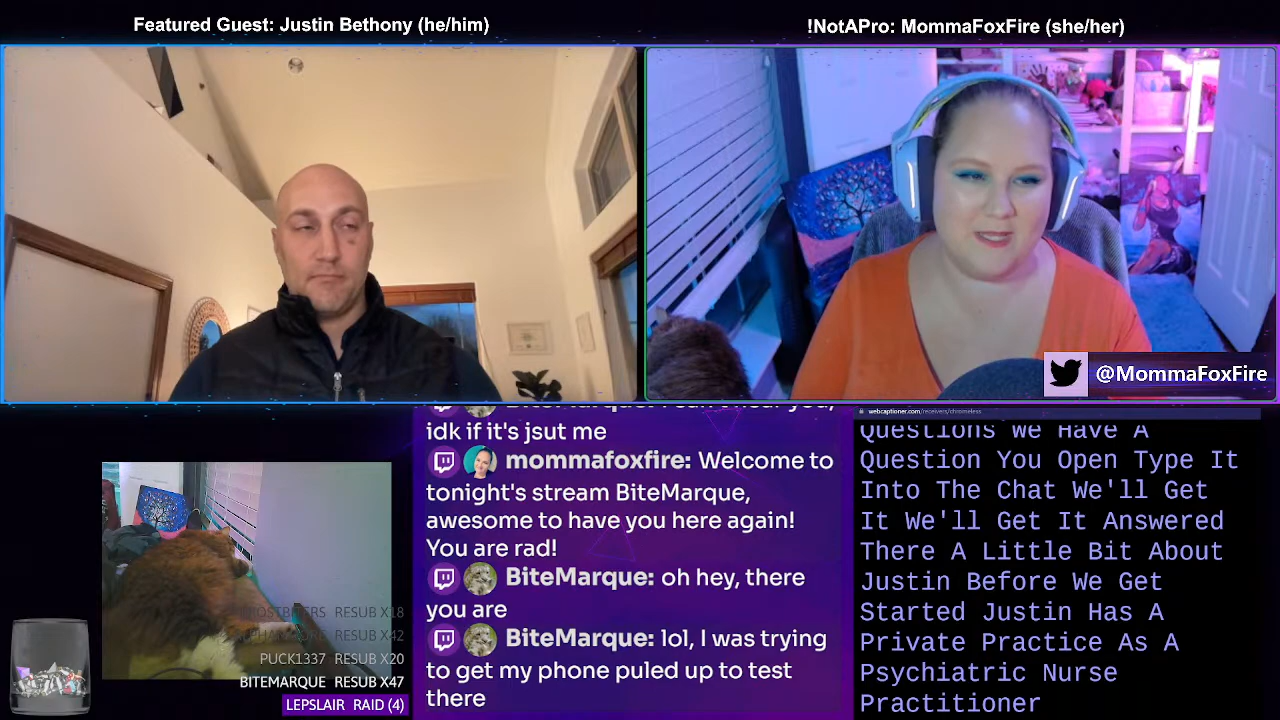 Featured Guest: Justin Bethony (he/him)
!NotAPro: MommaFoxFire (she/her)
@MommaFoxFire
idk if it's jsut me
mommafoxfire: Welcome to
tonight's stream BiteMarque,
awesome to have you here again!
You are rad!
BiteMarque: oh hey, there
you are
BiteMarque: lol, I was trying
to get my phone puled up to test
there
webcaptioner.com/receivers/chromeless
Questions We Have A
Question You Open Type It
Into The Chat We'll Get
It We'll Get It Answered
There A Little Bit About
Justin Before We Get
Started Justin Has A
Private Practice As A
Psychiatric Nurse
Practitioner
RESUB X18
RESUB X42
PUCK1337 RESUB X20
BITEMARQUE RESUB X47
LEPSLAIR RAID (4)